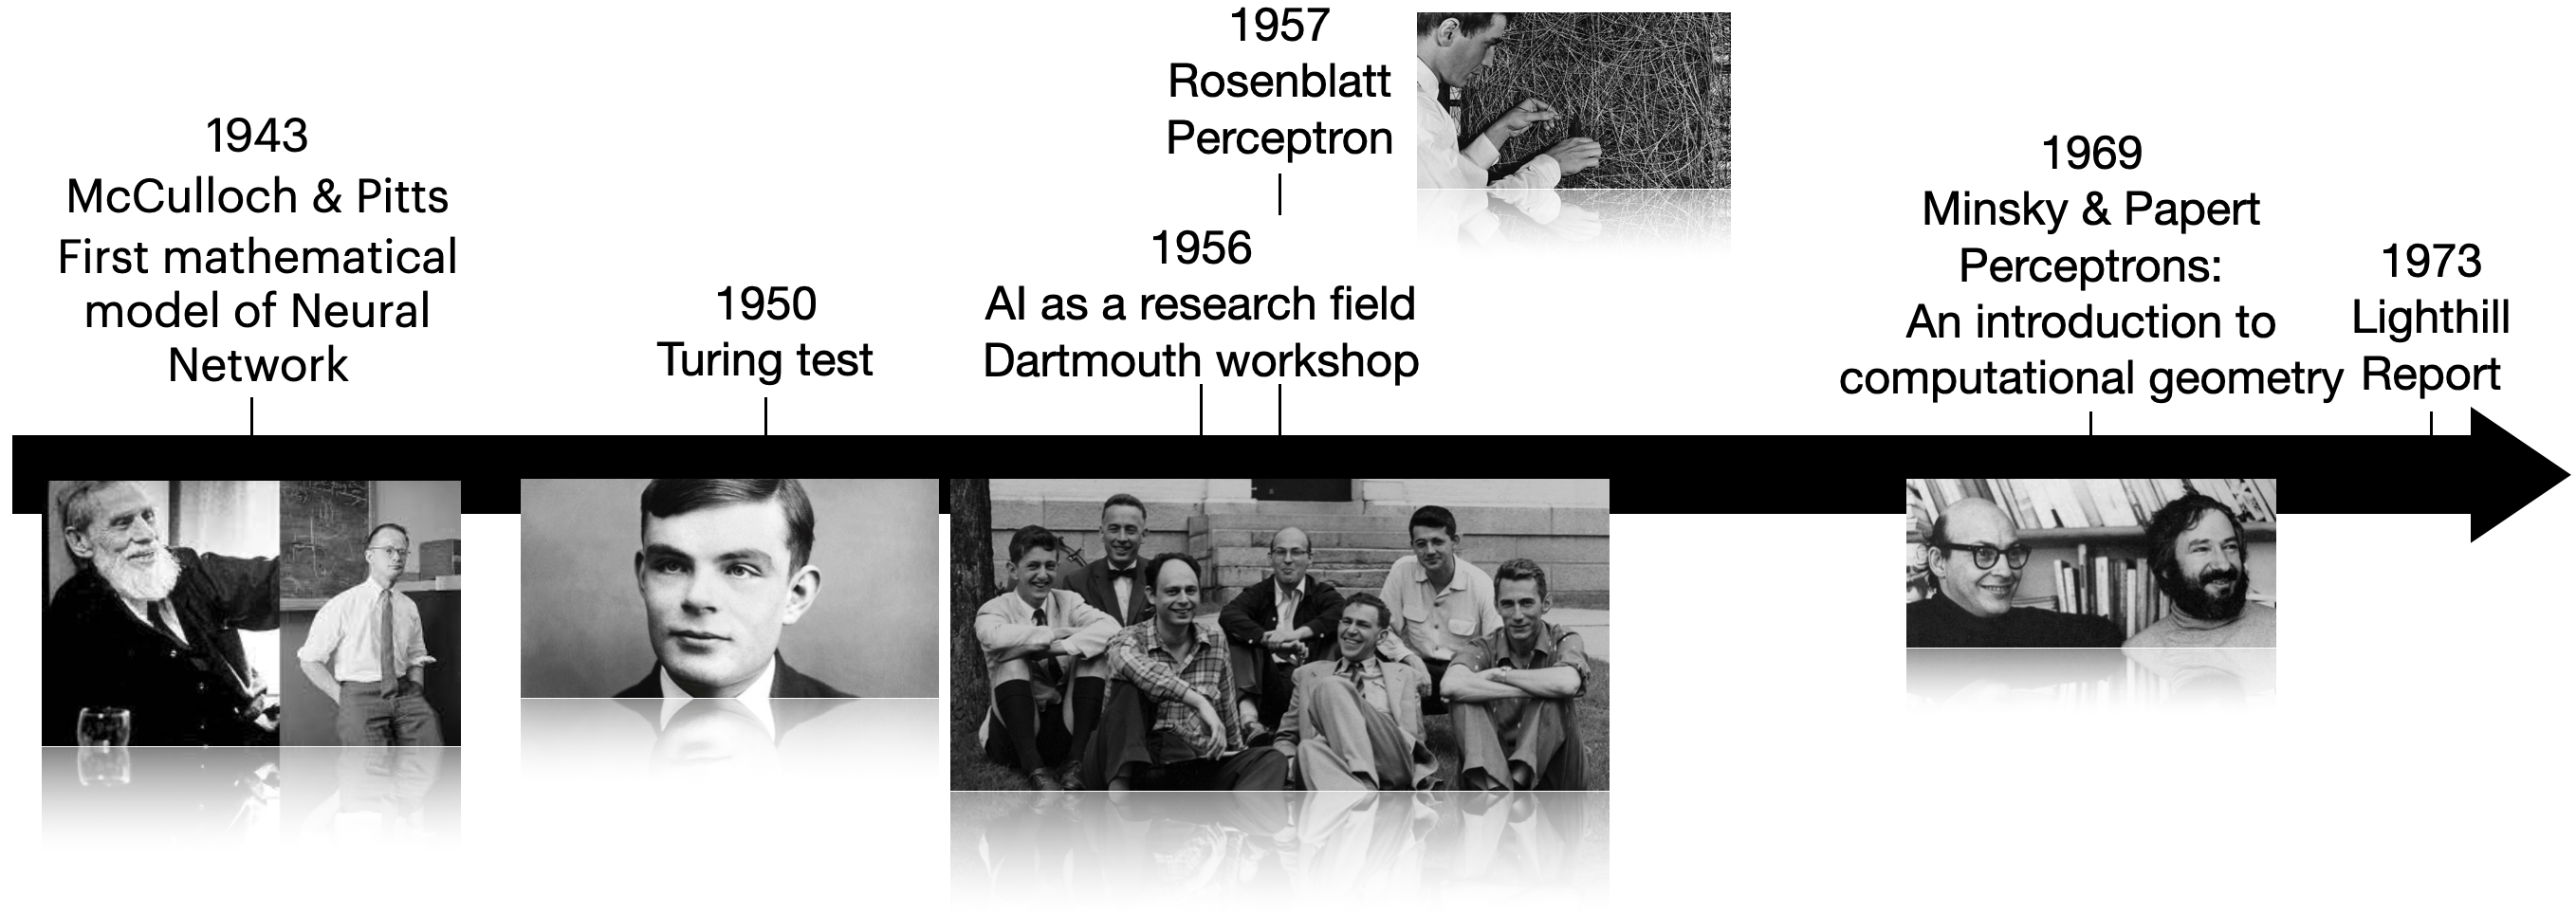 1943
McCulloch & Pitts
First mathematical
model of Neural
Network
1950
Turing test
1956
AI as a research field
Dartmouth workshop
1957
Rosenblatt
Perceptron
1969
Minsky & Papert
Perceptrons:
An introduction to
computational geometry
1973
Lighthill
Report